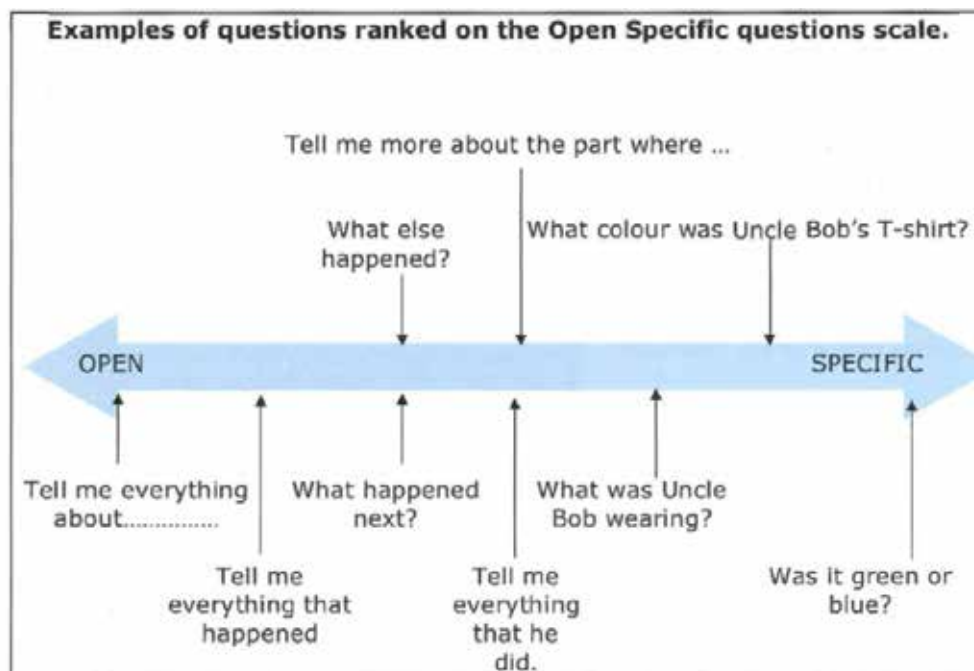 Examples of questions ranked on the Open Specific questions scale.
Tell me more about the part where ...
What else
happened?
What colour was Uncle Bob's T-shirt?
OPEN
SPECIFIC
Tell me everything
about...............
What happened
next?
What was Uncle
Bob wearing?
Tell me
everything that
happened
Tell me
everything
that he
did.
Was it green or
blue?